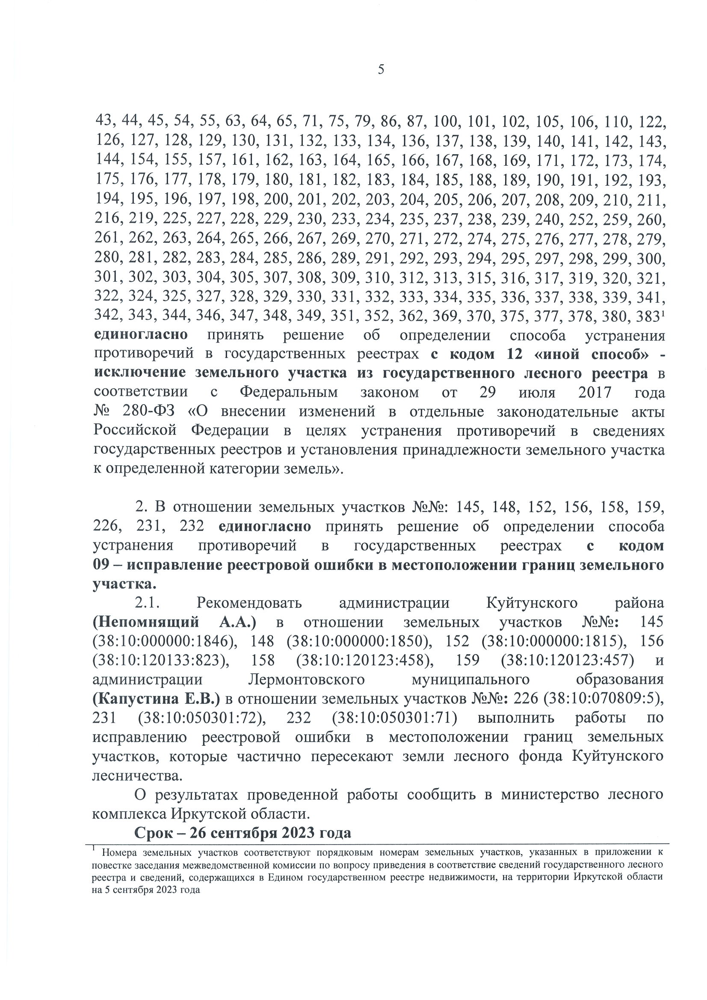 5
43, 44, 45, 54, 55, 63, 64, 65, 71, 75, 79, 86, 87, 100, 101, 102, 105, 106, 110, 122,
126, 127, 128, 129, 130, 131, 132, 133, 134, 136, 137, 138, 139, 140, 141, 142, 143,
144, 154, 155, 157, 161, 162, 163, 164, 165, 166, 167, 168, 169, 171, 172, 173, 174,
175, 176, 177, 178, 179, 180, 181, 182, 183, 184, 185, 188, 189, 190, 191, 192, 193,
194, 195, 196, 197, 198, 200, 201, 202, 203, 204, 205, 206, 207, 208, 209, 210, 211,
216, 219, 225, 227, 228, 229, 230, 233, 234, 235, 237, 238, 239, 240, 252, 259, 260,
261, 262, 263, 264, 265, 266, 267, 269, 270, 271, 272, 274, 275, 276, 277, 278, 279,
280, 281, 282, 283, 284, 285, 286, 289, 291, 292, 293, 294, 295, 297, 298, 299, 300,
301, 302, 303, 304, 305, 307, 308, 309, 310, 312, 313, 315, 316, 317, 319, 320, 321,
322, 324, 325, 327, 328, 329, 330, 331, 332, 333, 334, 335, 336, 337, 338, 339, 341,
342, 343, 344, 346, 347, 348, 349, 351, 352, 362, 369, 370, 375, 377, 378, 380, 383¹
единогласно принять решение об определении способа устранения
противоречий в государственных реестрах с кодом 12 «иной способ» -
исключение земельного участка из государственного лесного реестра в
соответствии с Федеральным законом от 29 июля 2017 года
№ 280-ФЗ «О внесении изменений в отдельные законодательные акты
Российской Федерации в целях устранения противоречий в сведениях
государственных реестров и установления принадлежности земельного участка
к определенной категории земель».
2. В отношении земельных участков №№: 145, 148, 152, 156, 158, 159,
226, 231, 232 единогласно принять решение об определении способа
устранения противоречий в государственных реестрах с кодом
09 – исправление реестровой ошибки в местоположении границ земельного
участка.
2.1. Рекомендовать администрации Куйтунского района
(Непомнящий А.А.) в отношении земельных участков №№: 145
(38:10:000000:1846), 148 (38:10:000000:1850), 152 (38:10:000000:1815), 156
(38:10:120133:823), 158 (38:10:120123:458), 159 (38:10:120123:457) и
администрации Лермонтовского муниципального образования
(Капустина Е.В.) в отношении земельных участков №№: 226 (38:10:070809:5),
231 (38:10:050301:72), 232 (38:10:050301:71) выполнить работы по
исправлению реестровой ошибки в местоположении границ земельных
участков, которые частично пересекают земли лесного фонда Куйтунского
лесничества.
О результатах проведенной работы сообщить в министерство лесного
комплекса Иркутской области.
Срок – 26 сентября 2023 года
¹ Номера земельных участков соответствуют порядковым номерам земельных участков, указанных в приложении к
повестке заседания межведомственной комиссии по вопросу приведения в соответствие сведений государственного лесного
реестра и сведений, содержащихся в Едином государственном реестре недвижимости, на территории Иркутской области
на 5 сентября 2023 года